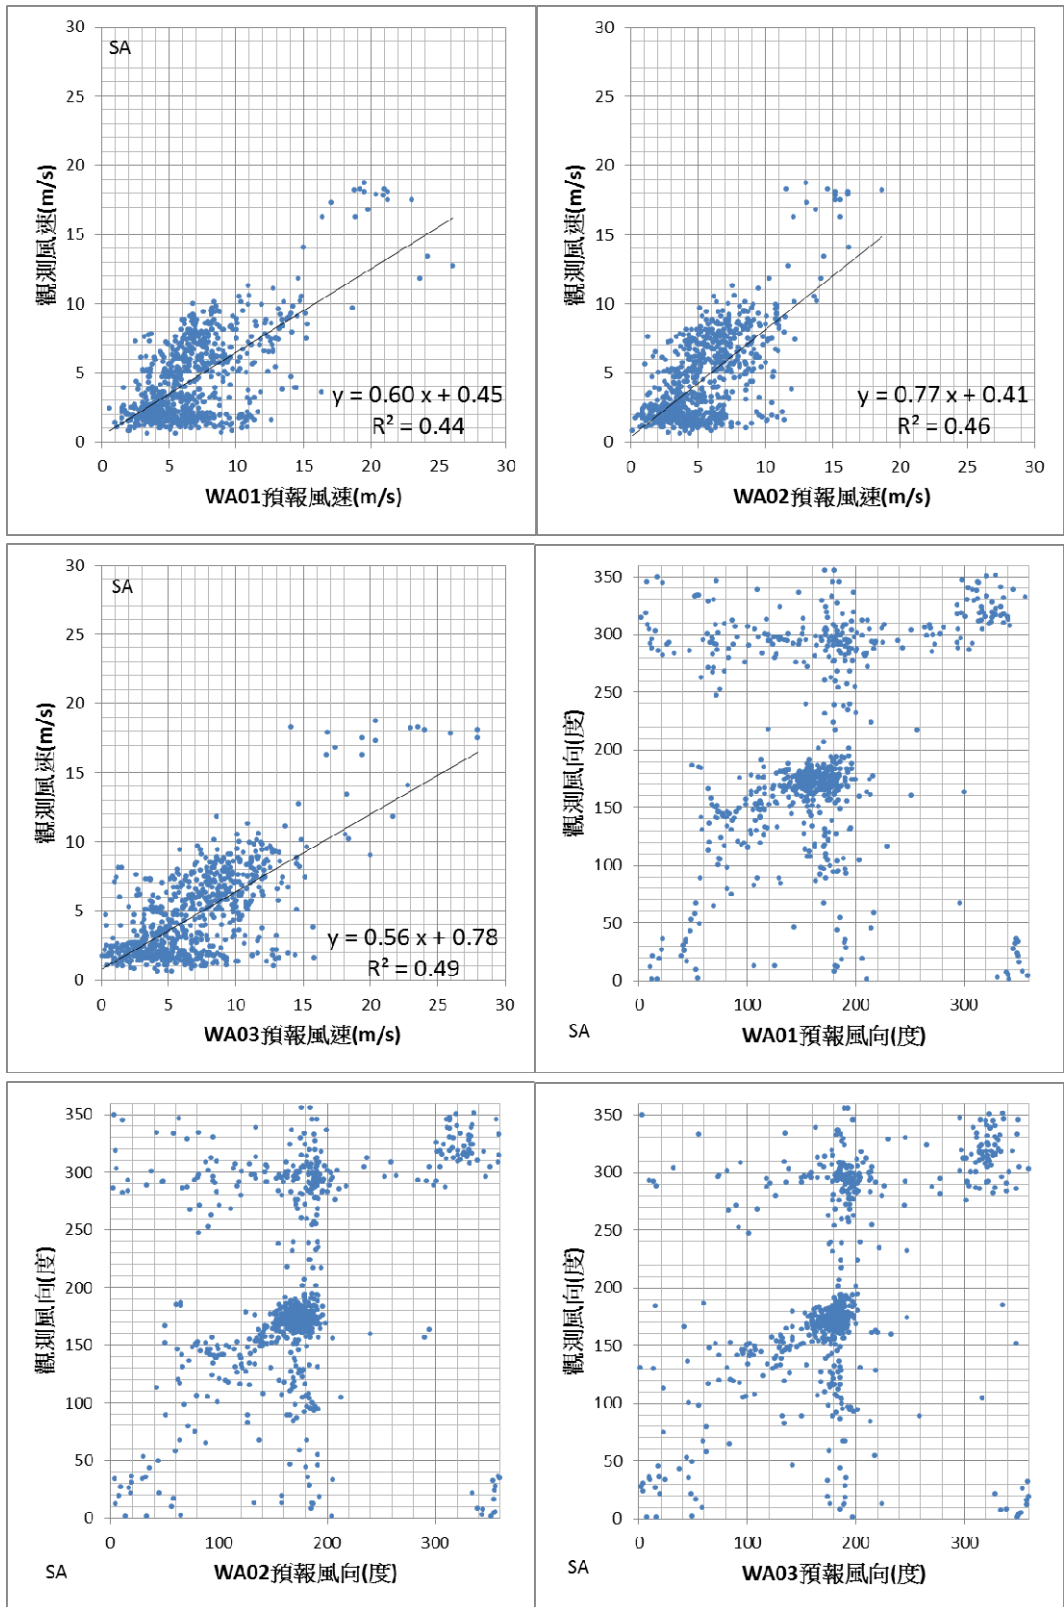 SA
30
25
20
15
10
5
0
0 5 10 15 20 25 30
觀測風速(m/s)
y = 0.60 x + 0.45
R² = 0.44
WA01預報風速(m/s)
30
25
20
15
10
5
0
0 5 10 15 20 25 30
觀測風速(m/s)
y = 0.77 x + 0.41
R² = 0.46
WA02預報風速(m/s)
SA
30
25
20
15
10
5
0
0 5 10 15 20 25 30
觀測風速(m/s)
y = 0.56 x + 0.78
R² = 0.49
WA03預報風速(m/s)
350
300
250
200
150
100
50
0
0 100 200 300
觀測風向(度)
SA
WA01預報風向(度)
350
300
250
200
150
100
50
0
0 100 200 300
觀測風向(度)
SA
WA02預報風向(度)
350
300
250
200
150
100
50
0
0 100 200 300
觀測風向(度)
SA
WA03預報風向(度)